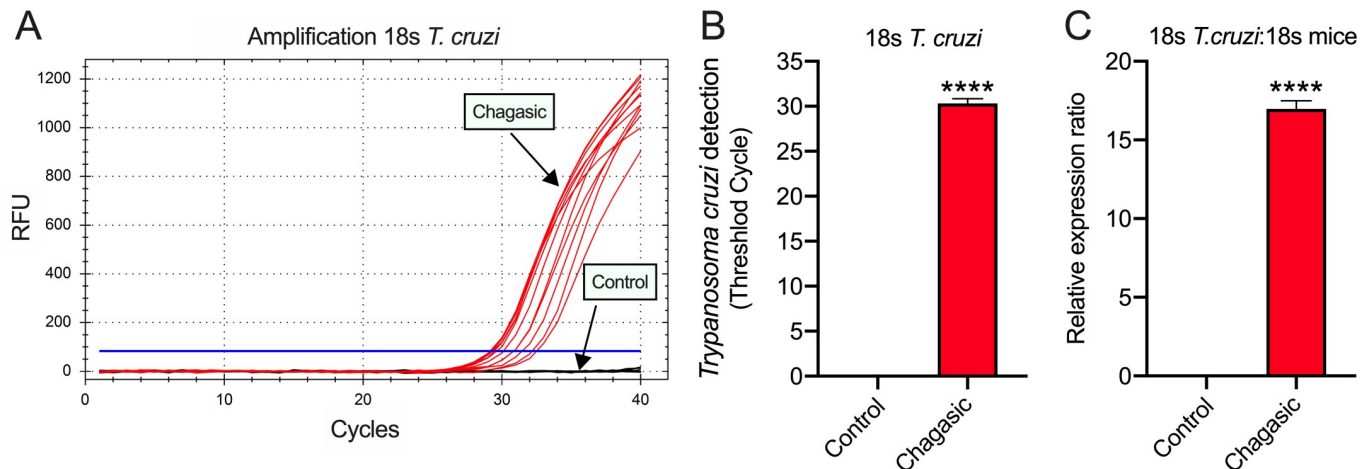 A
Amplification 18s T. cruzi
RFU
1200
1000
800
600
400
200
0
0
10
20
30
40
Cycles
Chagasic
Control
B
18s T. cruzi
Trypanosoma cruzi detection
(Threshlod Cycle)
35
30
25
20
15
10
5
0
****
Control
Chagasic
C
18s T.cruzi:18s mice
Relative expression ratio
20
15
10
5
0
****
Control
Chagasic